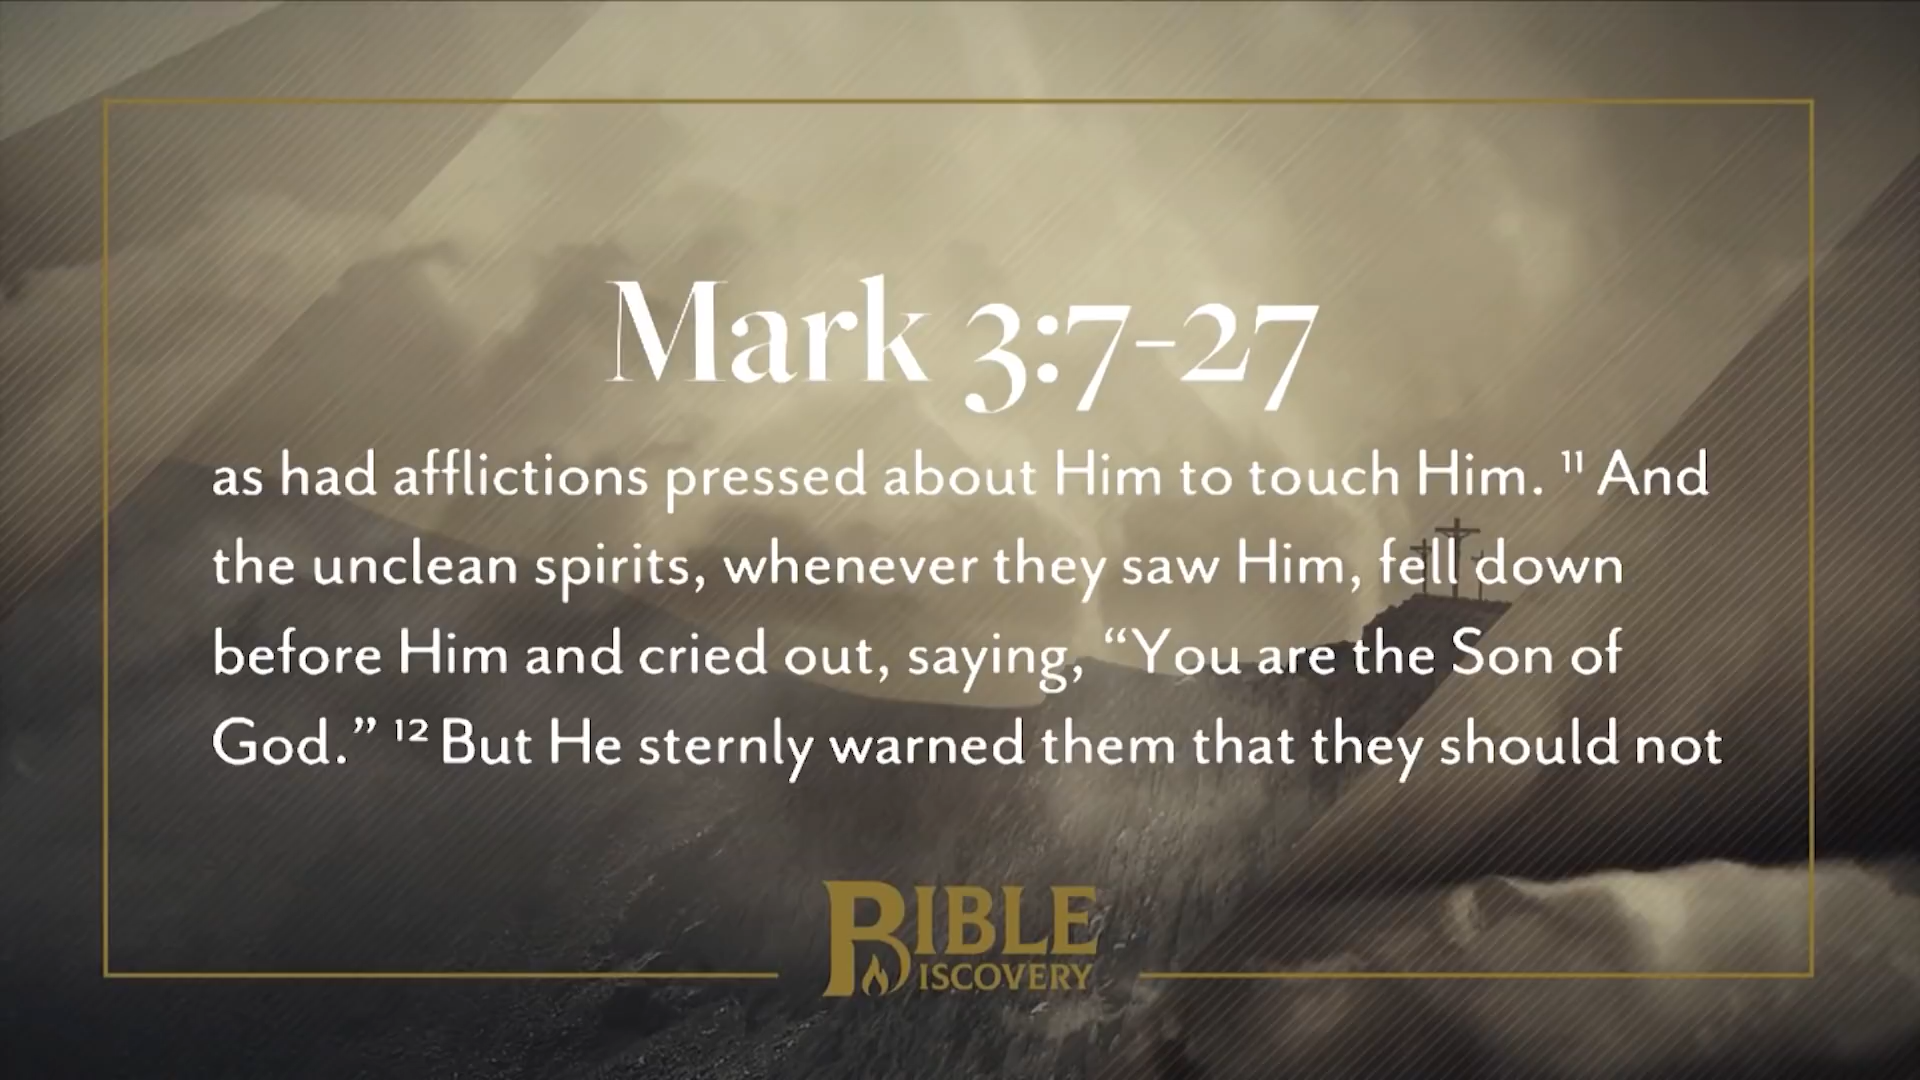 Mark 3:7-27
as had afflictions pressed about Him to touch Him. ¹¹ And
the unclean spirits, whenever they saw Him, fell down
before Him and cried out, saying, “You are the Son of
God.” ¹² But He sternly warned them that they should not
BIBLE
DISCOVERY